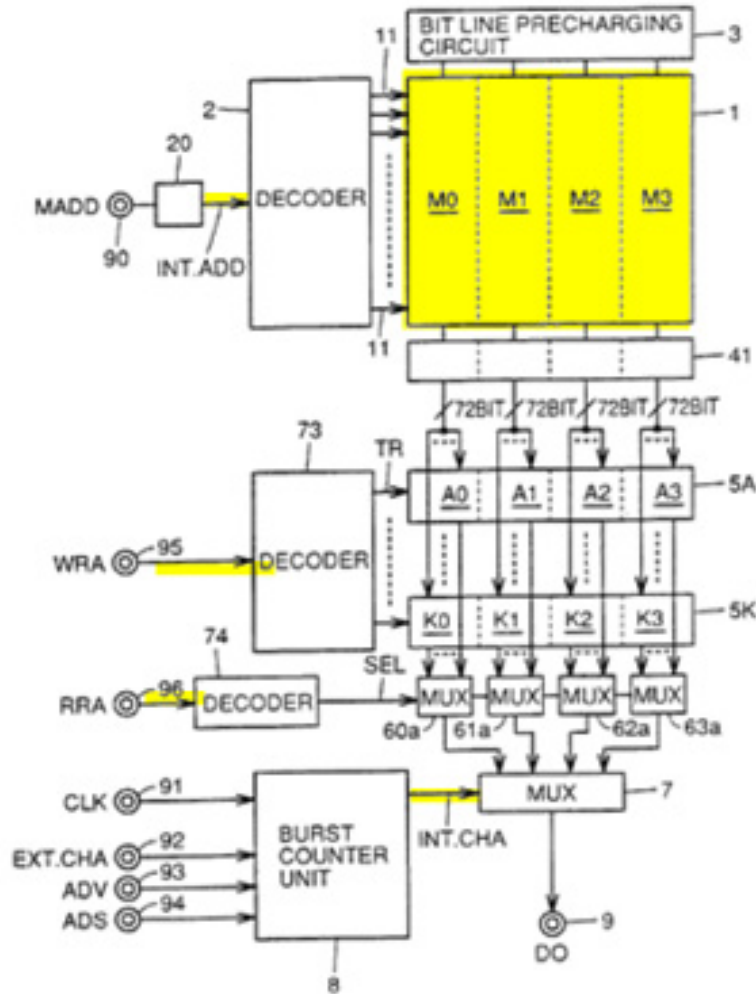 BIT LINE PRECHARGING
CIRCUIT
3
11
2
1
20
MADD
DECODER
M0 M1 M2 M3
90
INT.ADD
11
41
72BIT 72BIT 72BIT 72BIT
73
TR
A0 A1 A2 A3
5A
95
WRA
DECODER
K0 K1 K2 K3
5K
74
SEL
96
RRA
DECODER
MUX MUX MUX MUX
60a 61a 62a 63a
91
CLK
MUX
7
INT.CHA
92
EXT.CHA
BURST
COUNTER
UNIT
93
ADV
94
ADS
9
DO
8